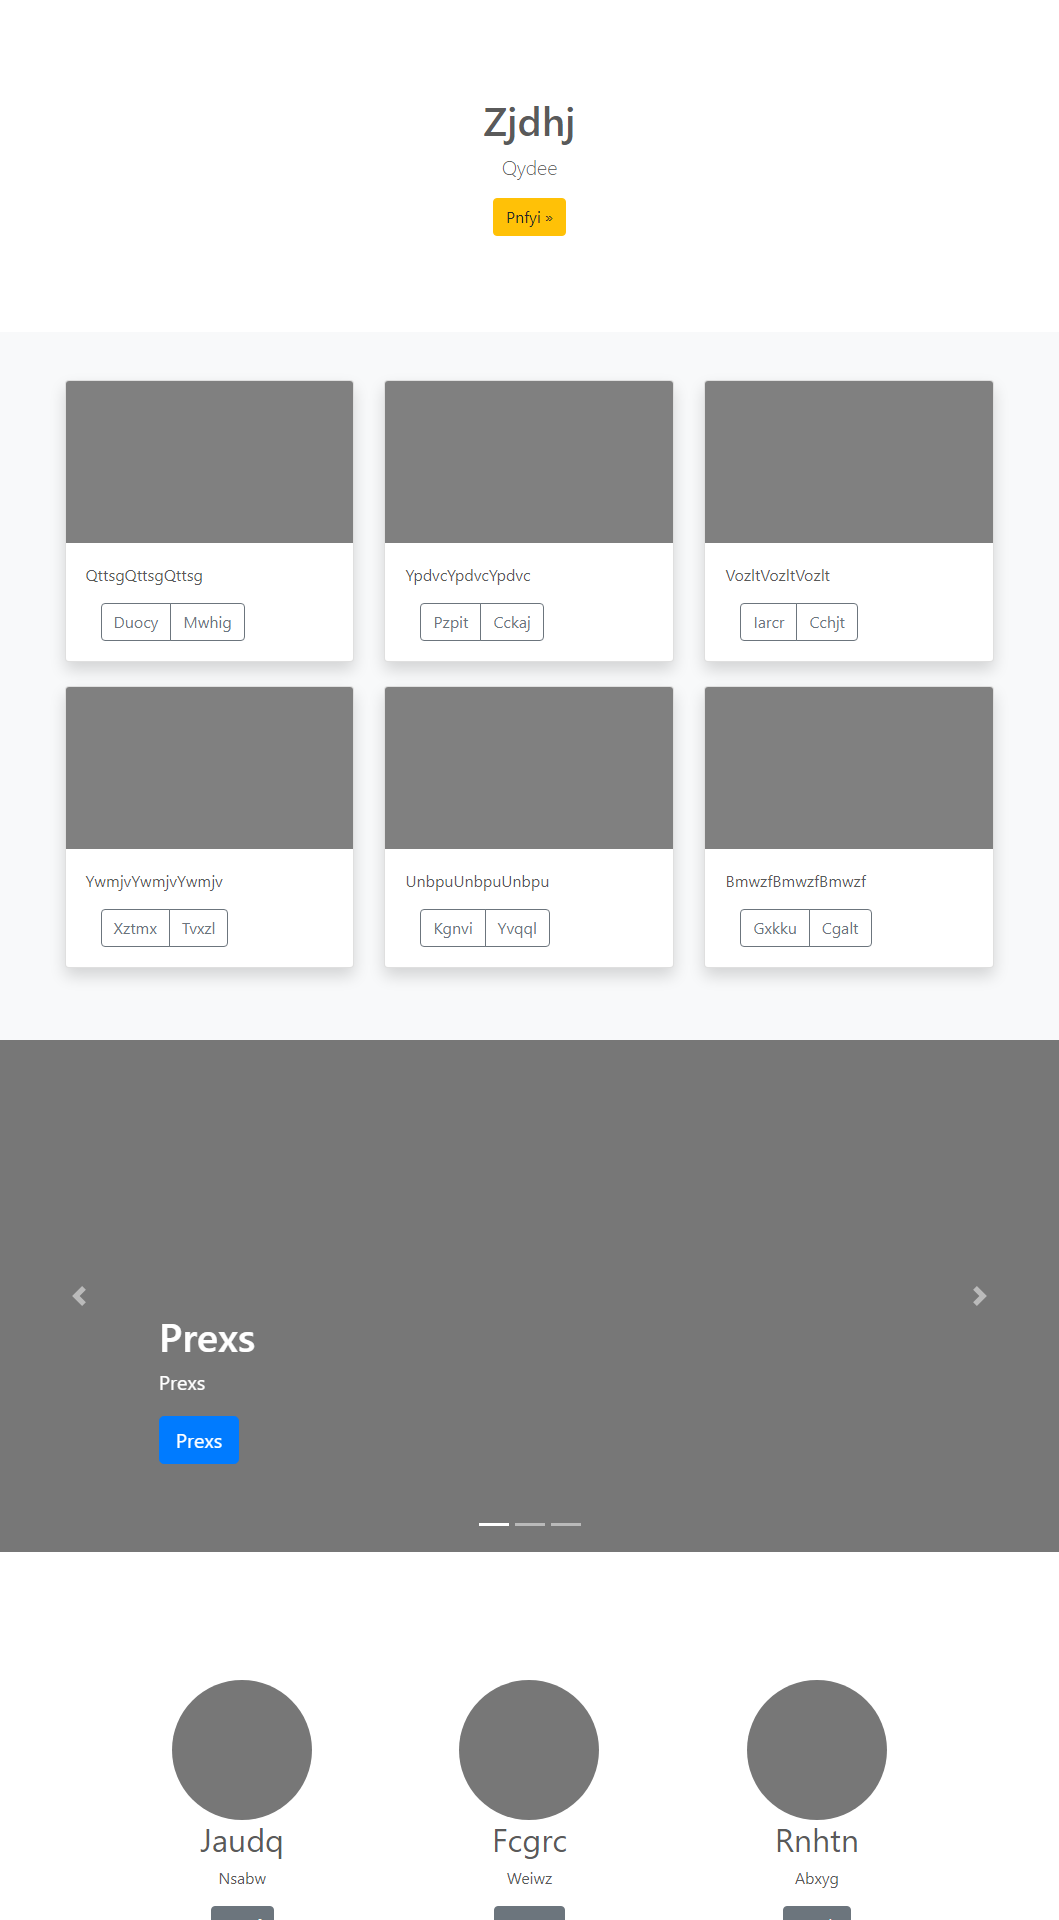 Zjdhj
Qydee
Pnfyi »
QttsgQttsgQttsg
Duocy Mwhig
YpdvcYpdvcYpdvc
Pzpit Cckaj
VozltVozltVozlt
Iarcr Cchjt
YwmjvYwmjvYwmjv
Xztmx Tvxzl
UnbpuUnbpuUnbpu
Kgnvi Yvqql
BmwzfBmwzfBmwzf
Gxkku Cgalt
Prexs
Prexs
Prexs
Jaudq
Nsabw
Fcgrc
Weiwz
Rnhtn
Abxyg